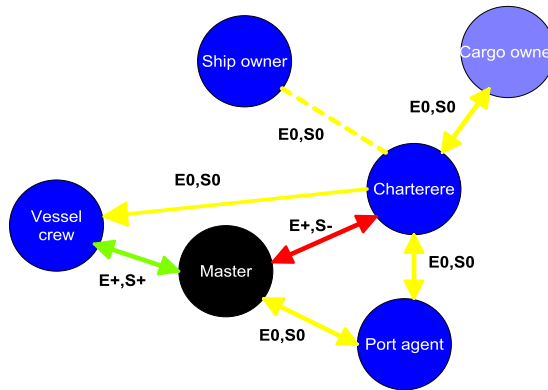 Ship owner
Cargo owne
E0,S0
E0,S0
E0,S0
Charterere
Vessel
crew
E+,S-
Master
E+,S+
E0,S0
E0,S0
Port agent